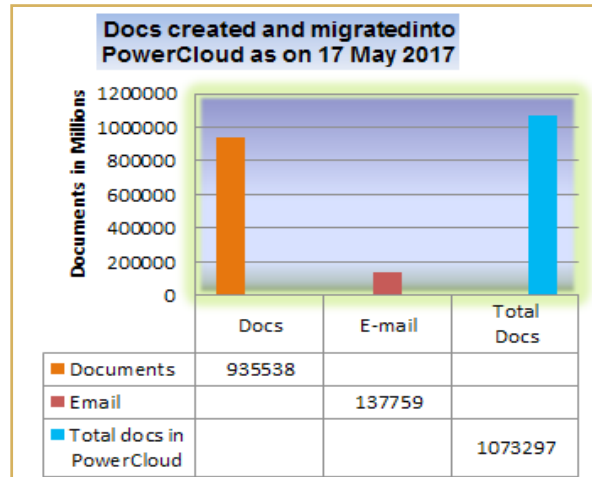 Docs created and migratedinto
PowerCloud as on 17 May 2017
Documents in Millions
1200000
1000000
800000
600000
400000
200000
0
Docs E-mail Total Docs
Documents 935538
Email 137759
Total docs in PowerCloud 1073297